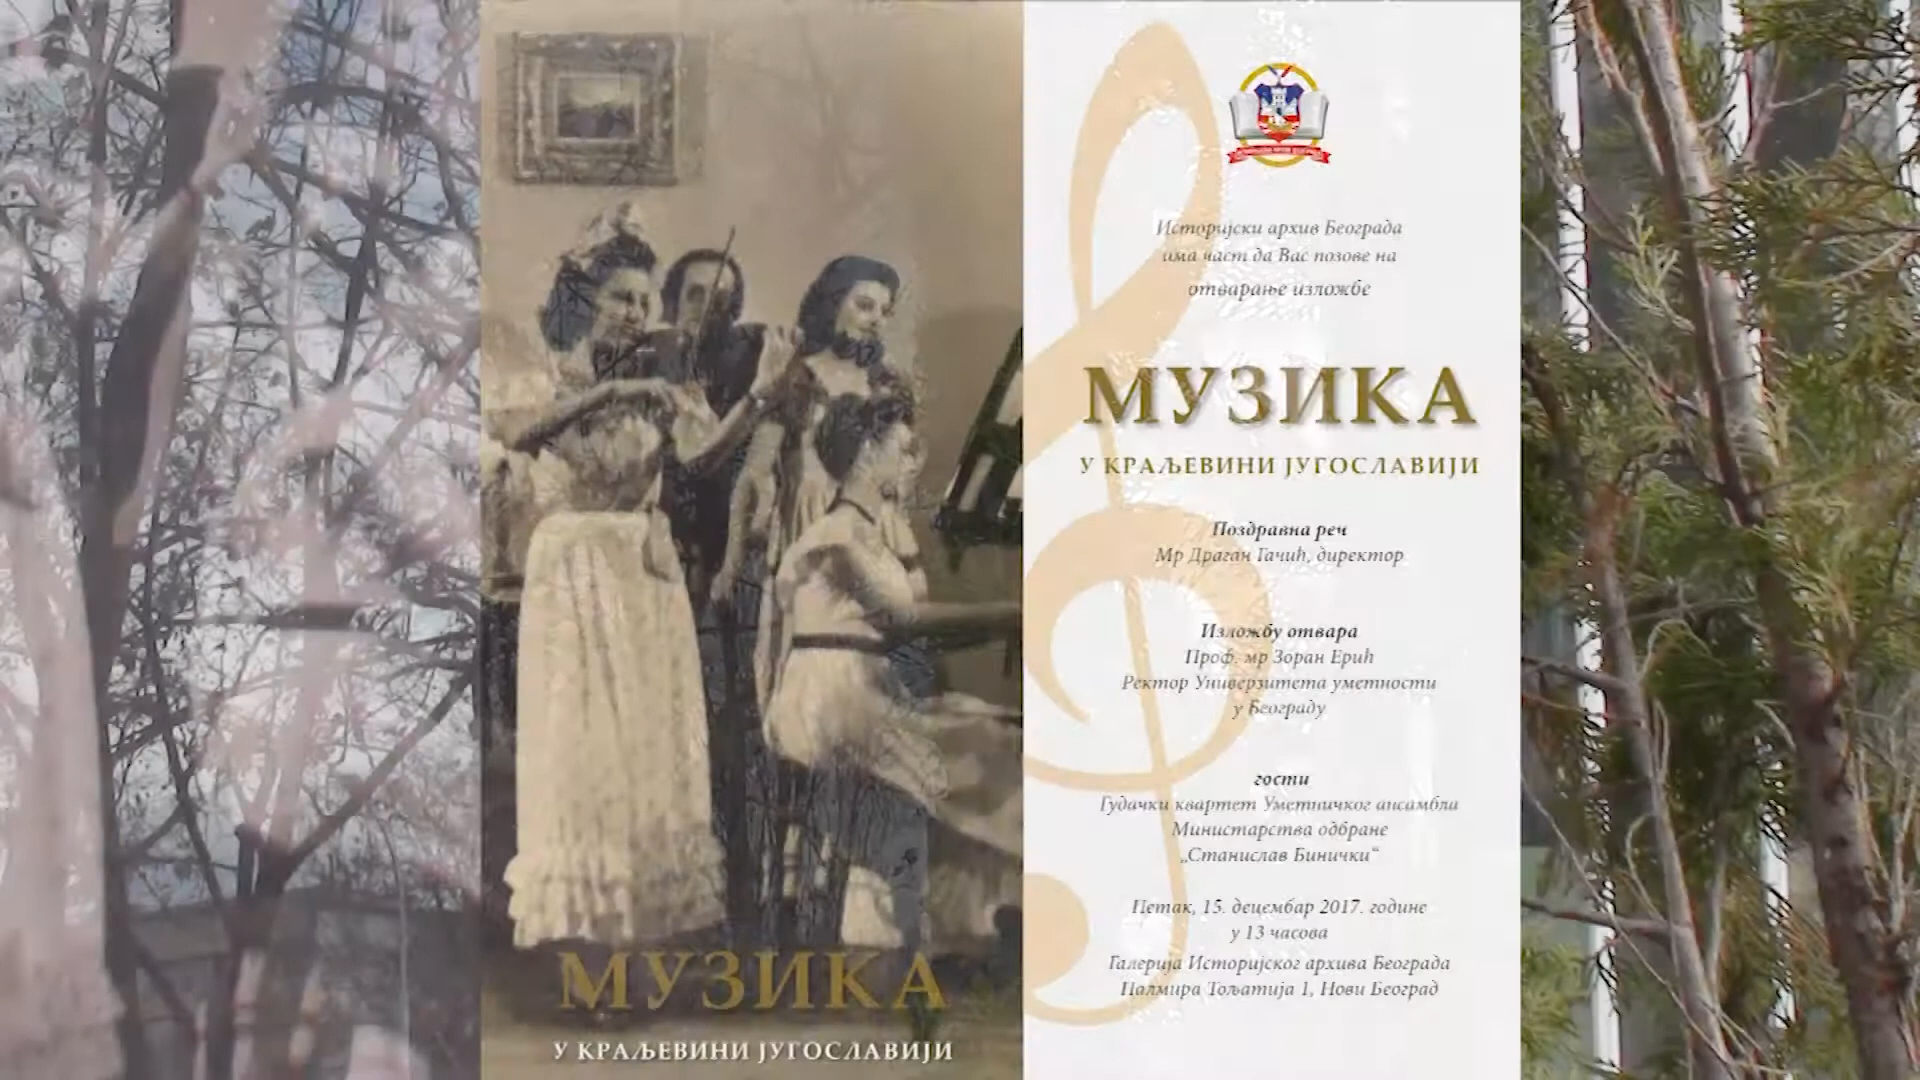 МУЗИКА
У КРАЉЕВИНИ ЈУГОСЛАВИЈИ
Историјски архив Београда
има част да Вас позове на
отварање изложбе
МУЗИКА
У КРАЉЕВИНИ ЈУГОСЛАВИЈИ
Поздравна реч
Мр Драган Гачић, директор
Изложбу отвара
Проф. мр Зоран Ерић
Ректор Универзитета уметности
у Београду
гости
Гудачки квартет Уметничког ансамбла
Министарства одбране
„Станислав Бинички“
Петак, 15. децембар 2017. године
у 13 часова
Галерија Историјског архива Београда
Палмира Тољатија 1, Нови Београд